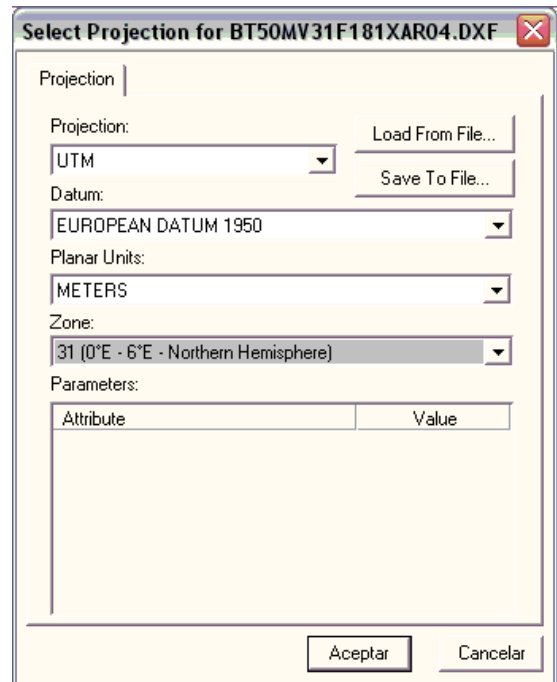 Select Projection for BT50MV31F181XAR04.DXF
Projection
Projection:
Load From File...
UTM
Save To File...
Datum:
EUROPEAN DATUM 1950
Planar Units:
METERS
Zone:
31 (0°E - 6°E - Northern Hemisphere)
Parameters:
Attribute Value
Aceptar Cancelar